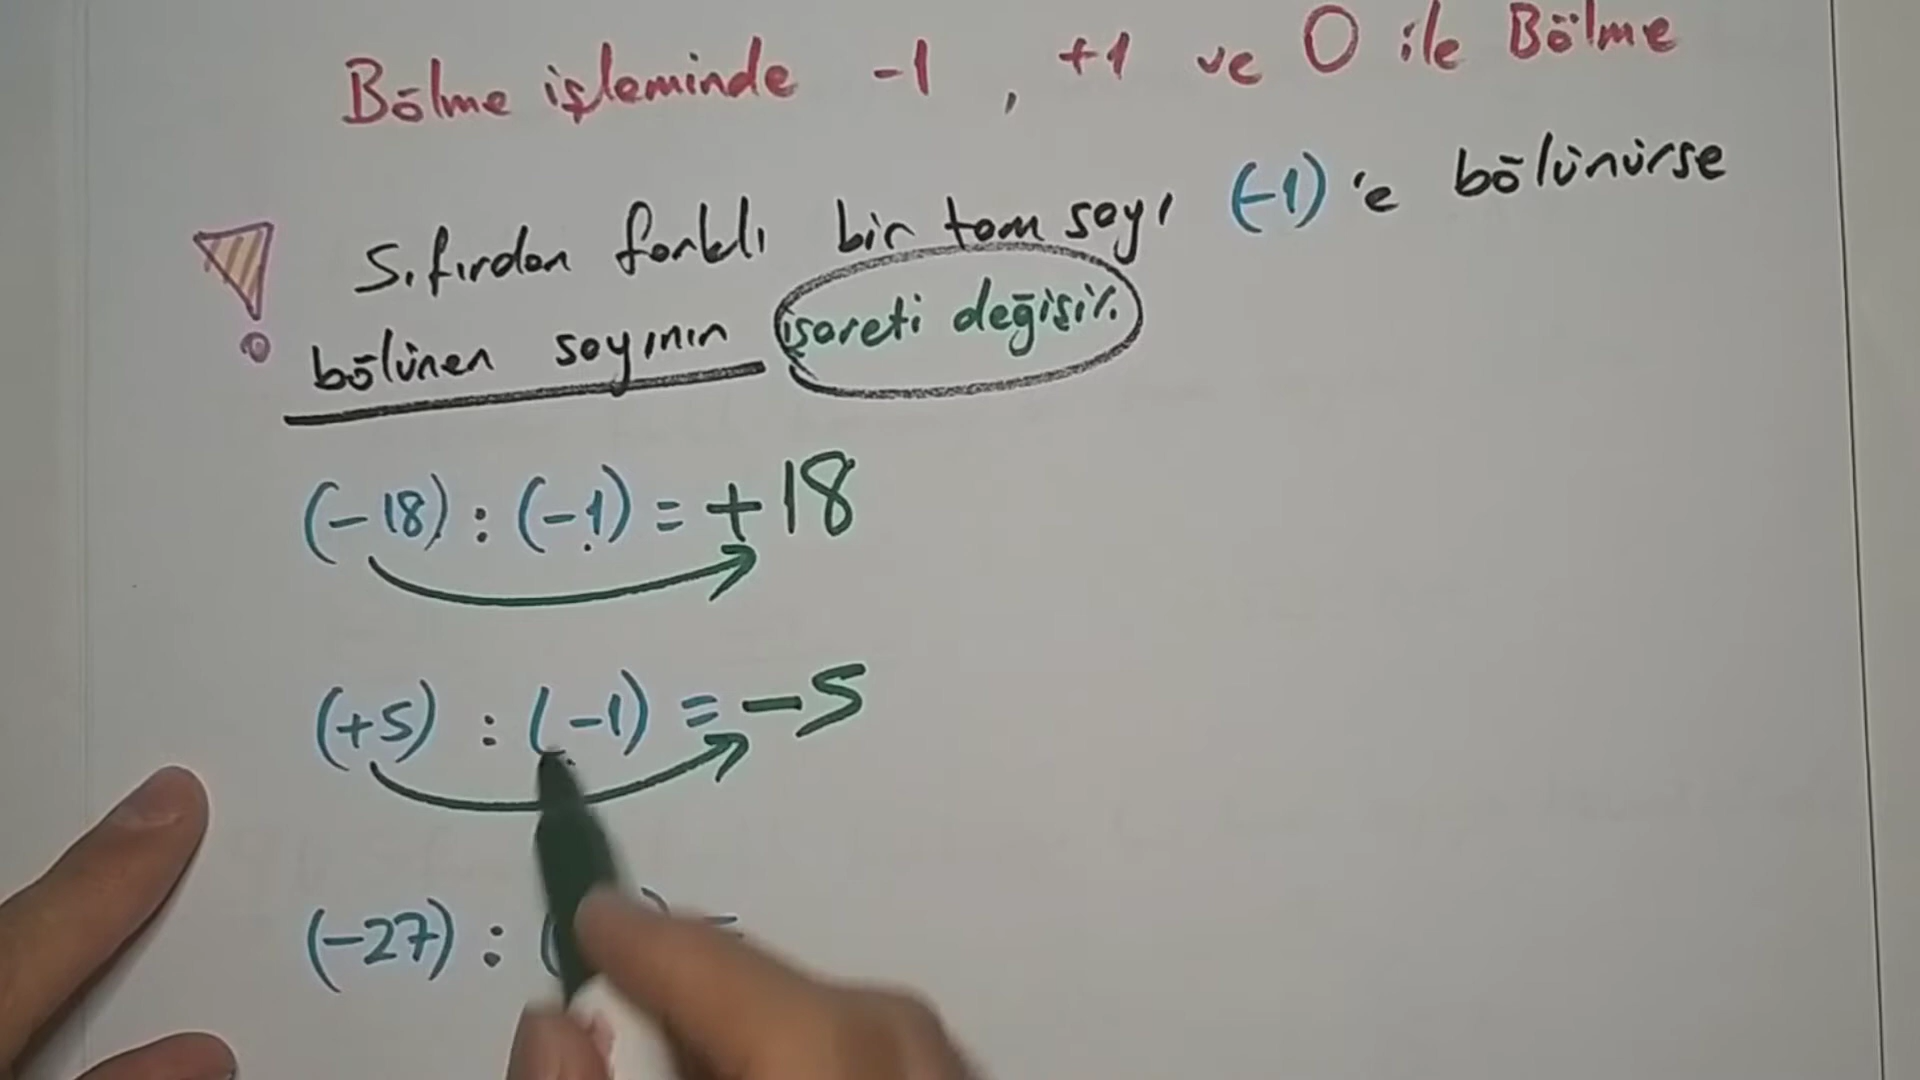 Bölme işleminde -1 , +1 ve 0 ile Bölme
Sıfırdan farklı bir tam sayı (-1)'e bölünürse
bölünen sayının işareti değişir.
(-18) : (-1) = +18
(+5) : (-1) = -5
(-27) : (